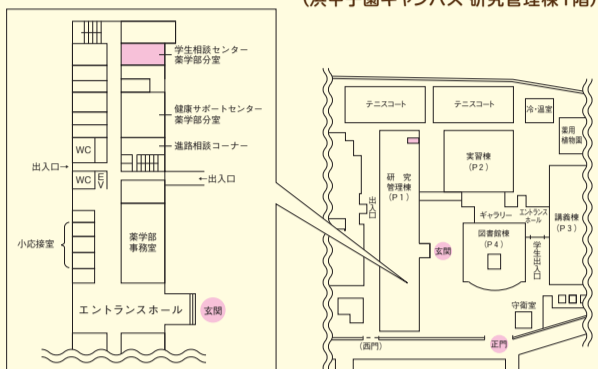 （浜甲子園キャンパス 研究管理棟1階）
学生相談センター
薬学部分室
健康サポートセンター
薬学部分室
進路相談コーナー
WC
出入口→
WC
EV
←出入口
小応接室
薬学部
事務室
エントランスホール
玄関
テニスコート
テニスコート
冷・温室
薬用
植物園
実習棟
(P2)
研究
管理棟
(P1)
出入口
ギャラリー
エントランス
ホール
講義棟
(P3)
図書館棟
(P4)
学生出入口
玄関
守衛室
(西門)
正門